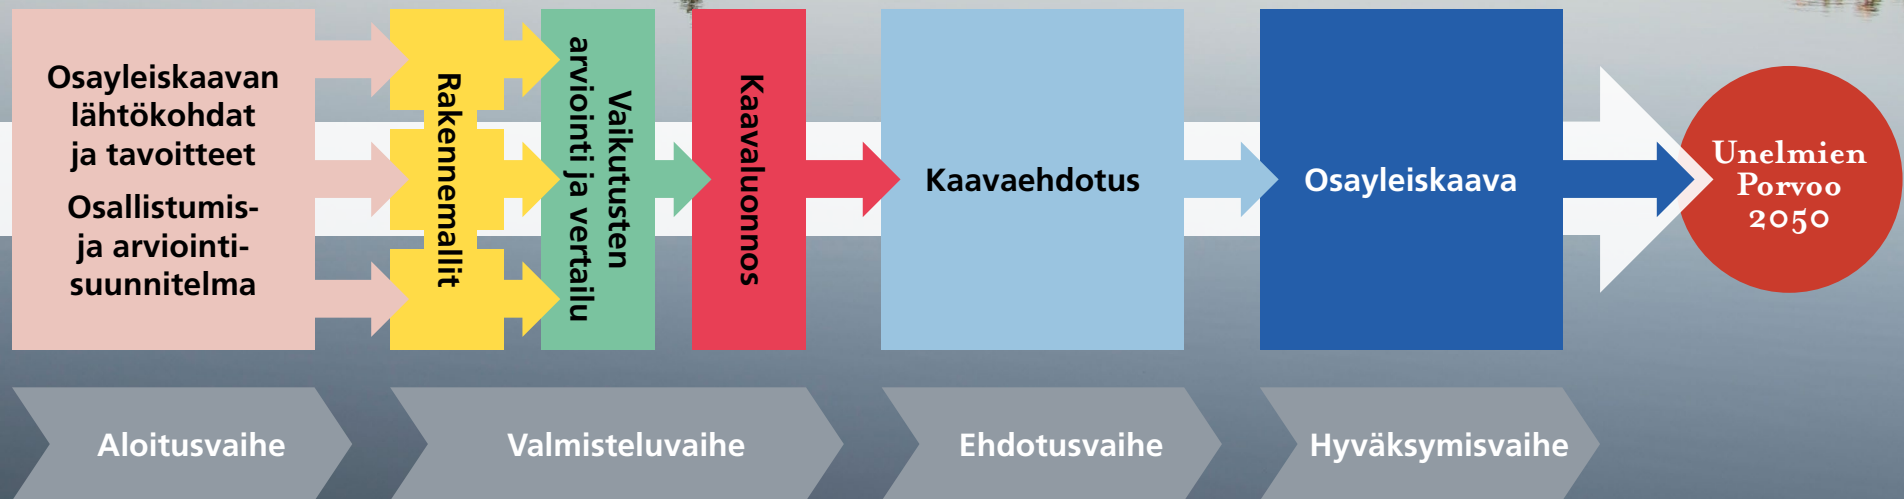 Osayleiskaavan
lähtökohdat
ja tavoitteet
Osallistumis-
ja arviointi-
suunnitelma
Rakennemallit
Vaikutusten
arviointi ja vertailu
Kaavaluonnos
Kaavaehdotus
Osayleiskaava
Unelmien
Porvoo
2050
Aloitusvaihe
Valmisteluvaihe
Ehdotusvaihe
Hyväksymisvaihe